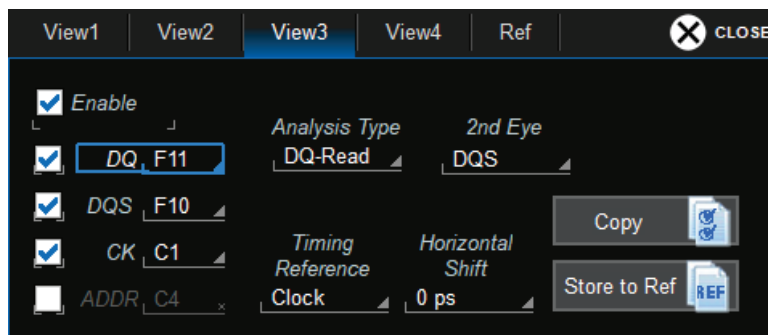 View1 View2 View3 View4 Ref CLOSE
Enable
Analysis Type 2nd Eye
DQ F11 DQ-Read DQS
DQS F10
Copy
CK C1 Timing Reference Horizontal Shift
ADDR C4 Clock 0 ps Store to Ref REF